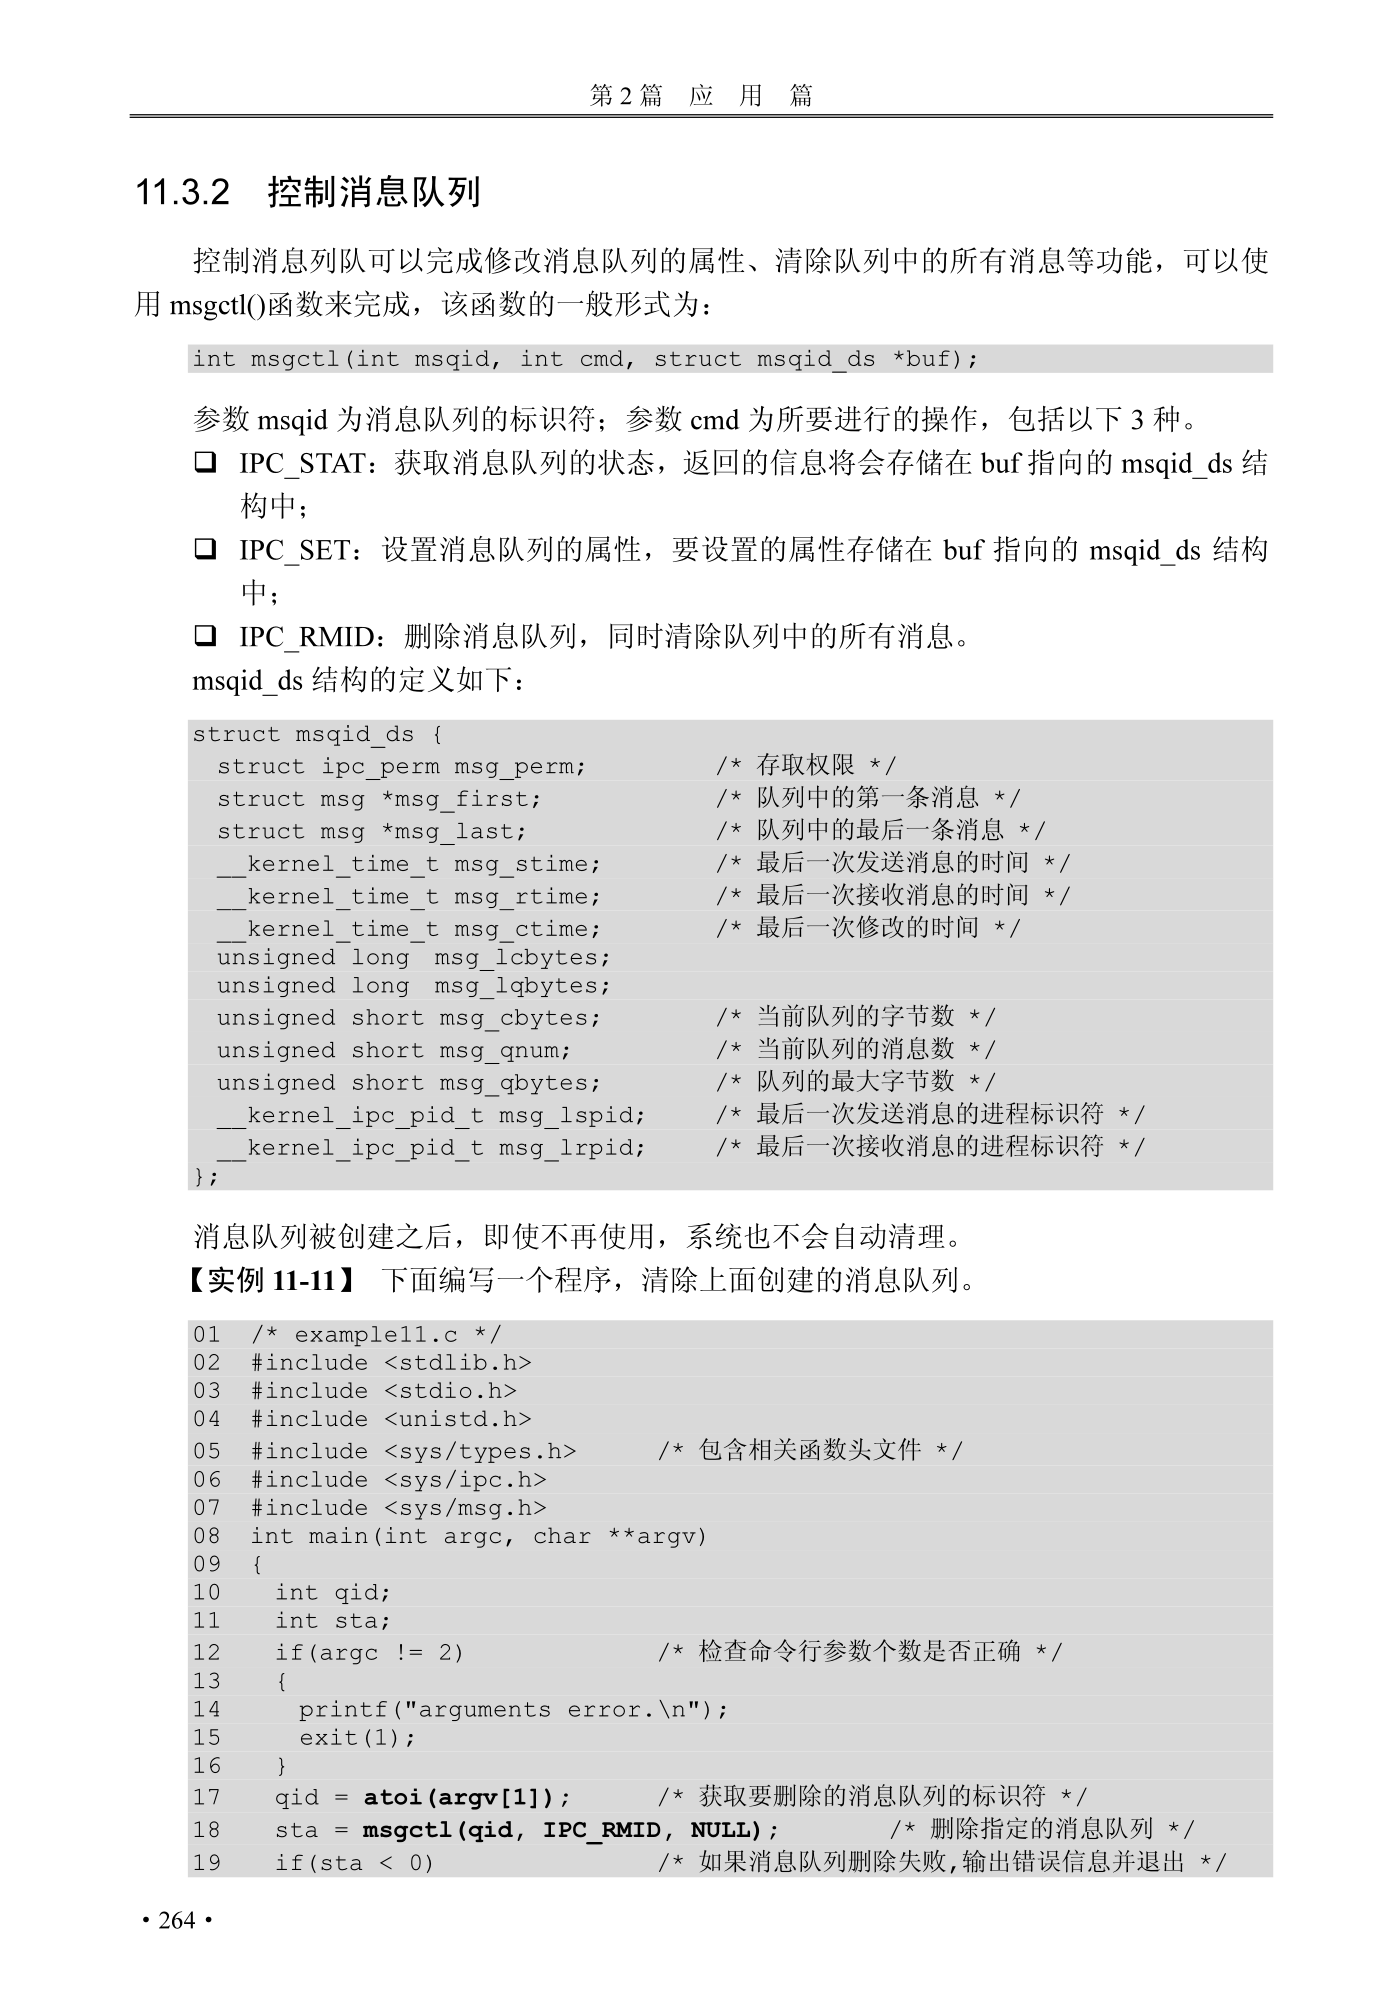 第 2 篇 应 用 篇
11.3.2 控制消息队列
控制消息列队可以完成修改消息队列的属性、清除队列中的所有消息等功能，可以使
用 msgctl()函数来完成，该函数的一般形式为：
int msgctl(int msqid, int cmd, struct msqid_ds *buf);
参数 msqid 为消息队列的标识符；参数 cmd 为所要进行的操作，包括以下 3 种。
❑ IPC_STAT：获取消息队列的状态，返回的信息将会存储在 buf 指向的 msqid_ds 结
构中；
❑ IPC_SET：设置消息队列的属性，要设置的属性存储在 buf 指向的 msqid_ds 结构
中；
❑ IPC_RMID：删除消息队列，同时清除队列中的所有消息。
msqid_ds 结构的定义如下：
struct msqid_ds {
struct ipc_perm msg_perm; /* 存取权限 */
struct msg *msg_first; /* 队列中的第一条消息 */
struct msg *msg_last; /* 队列中的最后一条消息 */
__kernel_time_t msg_stime; /* 最后一次发送消息的时间 */
__kernel_time_t msg_rtime; /* 最后一次接收消息的时间 */
__kernel_time_t msg_ctime; /* 最后一次修改的时间 */
unsigned long msg_lcbytes;
unsigned long msg_lqbytes;
unsigned short msg_cbytes; /* 当前队列的字节数 */
unsigned short msg_qnum; /* 当前队列的消息数 */
unsigned short msg_qbytes; /* 队列的最大字节数 */
__kernel_ipc_pid_t msg_lspid; /* 最后一次发送消息的进程标识符 */
__kernel_ipc_pid_t msg_lrpid; /* 最后一次接收消息的进程标识符 */
};
消息队列被创建之后，即使不再使用，系统也不会自动清理。
【实例 11-11】 下面编写一个程序，清除上面创建的消息队列。
01 /* example11.c */
02 #include <stdlib.h>
03 #include <stdio.h>
04 #include <unistd.h>
05 #include <sys/types.h> /* 包含相关函数头文件 */
06 #include <sys/ipc.h>
07 #include <sys/msg.h>
08 int main(int argc, char **argv)
09 {
10 int qid;
11 int sta;
12 if(argc != 2) /* 检查命令行参数个数是否正确 */
13 {
14 printf("arguments error.\n");
15 exit(1);
16 }
17 qid = atoi(argv[1]); /* 获取要删除的消息队列的标识符 */
18 sta = msgctl(qid, IPC_RMID, NULL); /* 删除指定的消息队列 */
19 if(sta < 0) /* 如果消息队列删除失败,输出错误信息并退出 */
• 264 •